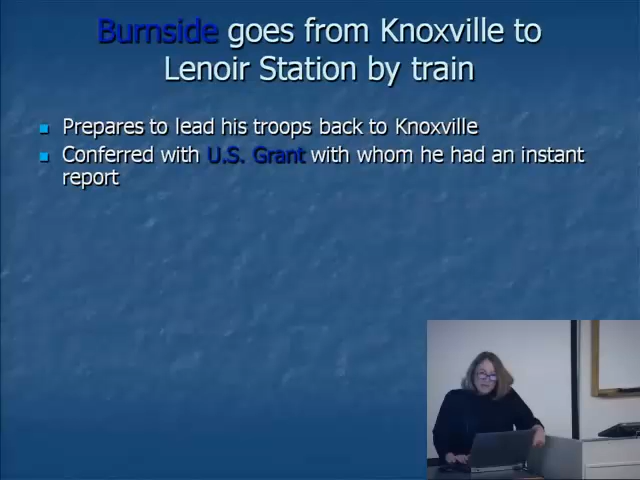 Burnside goes from Knoxville to
Lenoir Station by train
Prepares to lead his troops back to Knoxville
Conferred with U.S. Grant with whom he had an instant
report